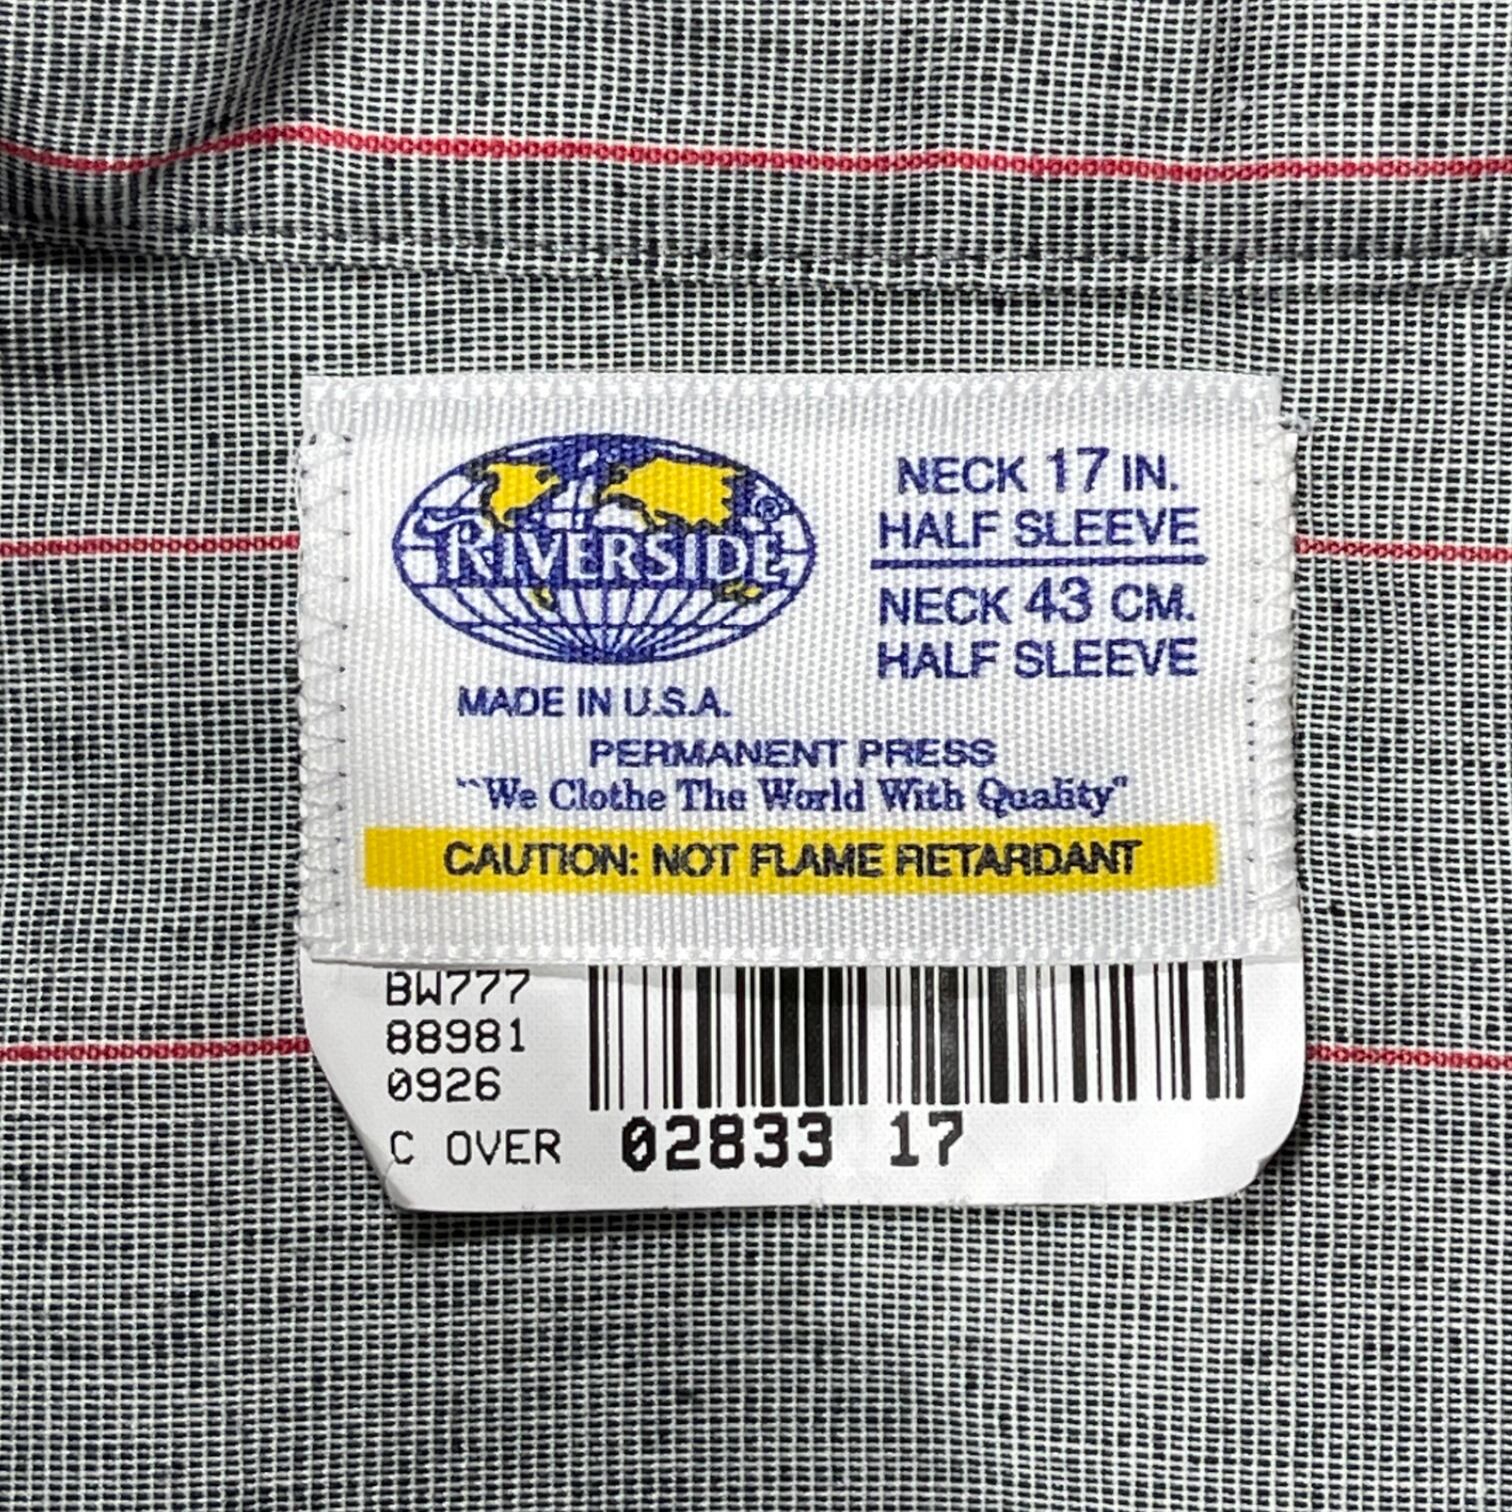 RIVERSIDE ®
MADE IN U.S.A.
NECK 17 IN.
HALF SLEEVE
NECK 43 CM.
HALF SLEEVE
PERMANENT PRESS
"We Clothe The World With Quality"
CAUTION: NOT FLAME RETARDANT
BW777
88981
0926
C OVER 02833 17